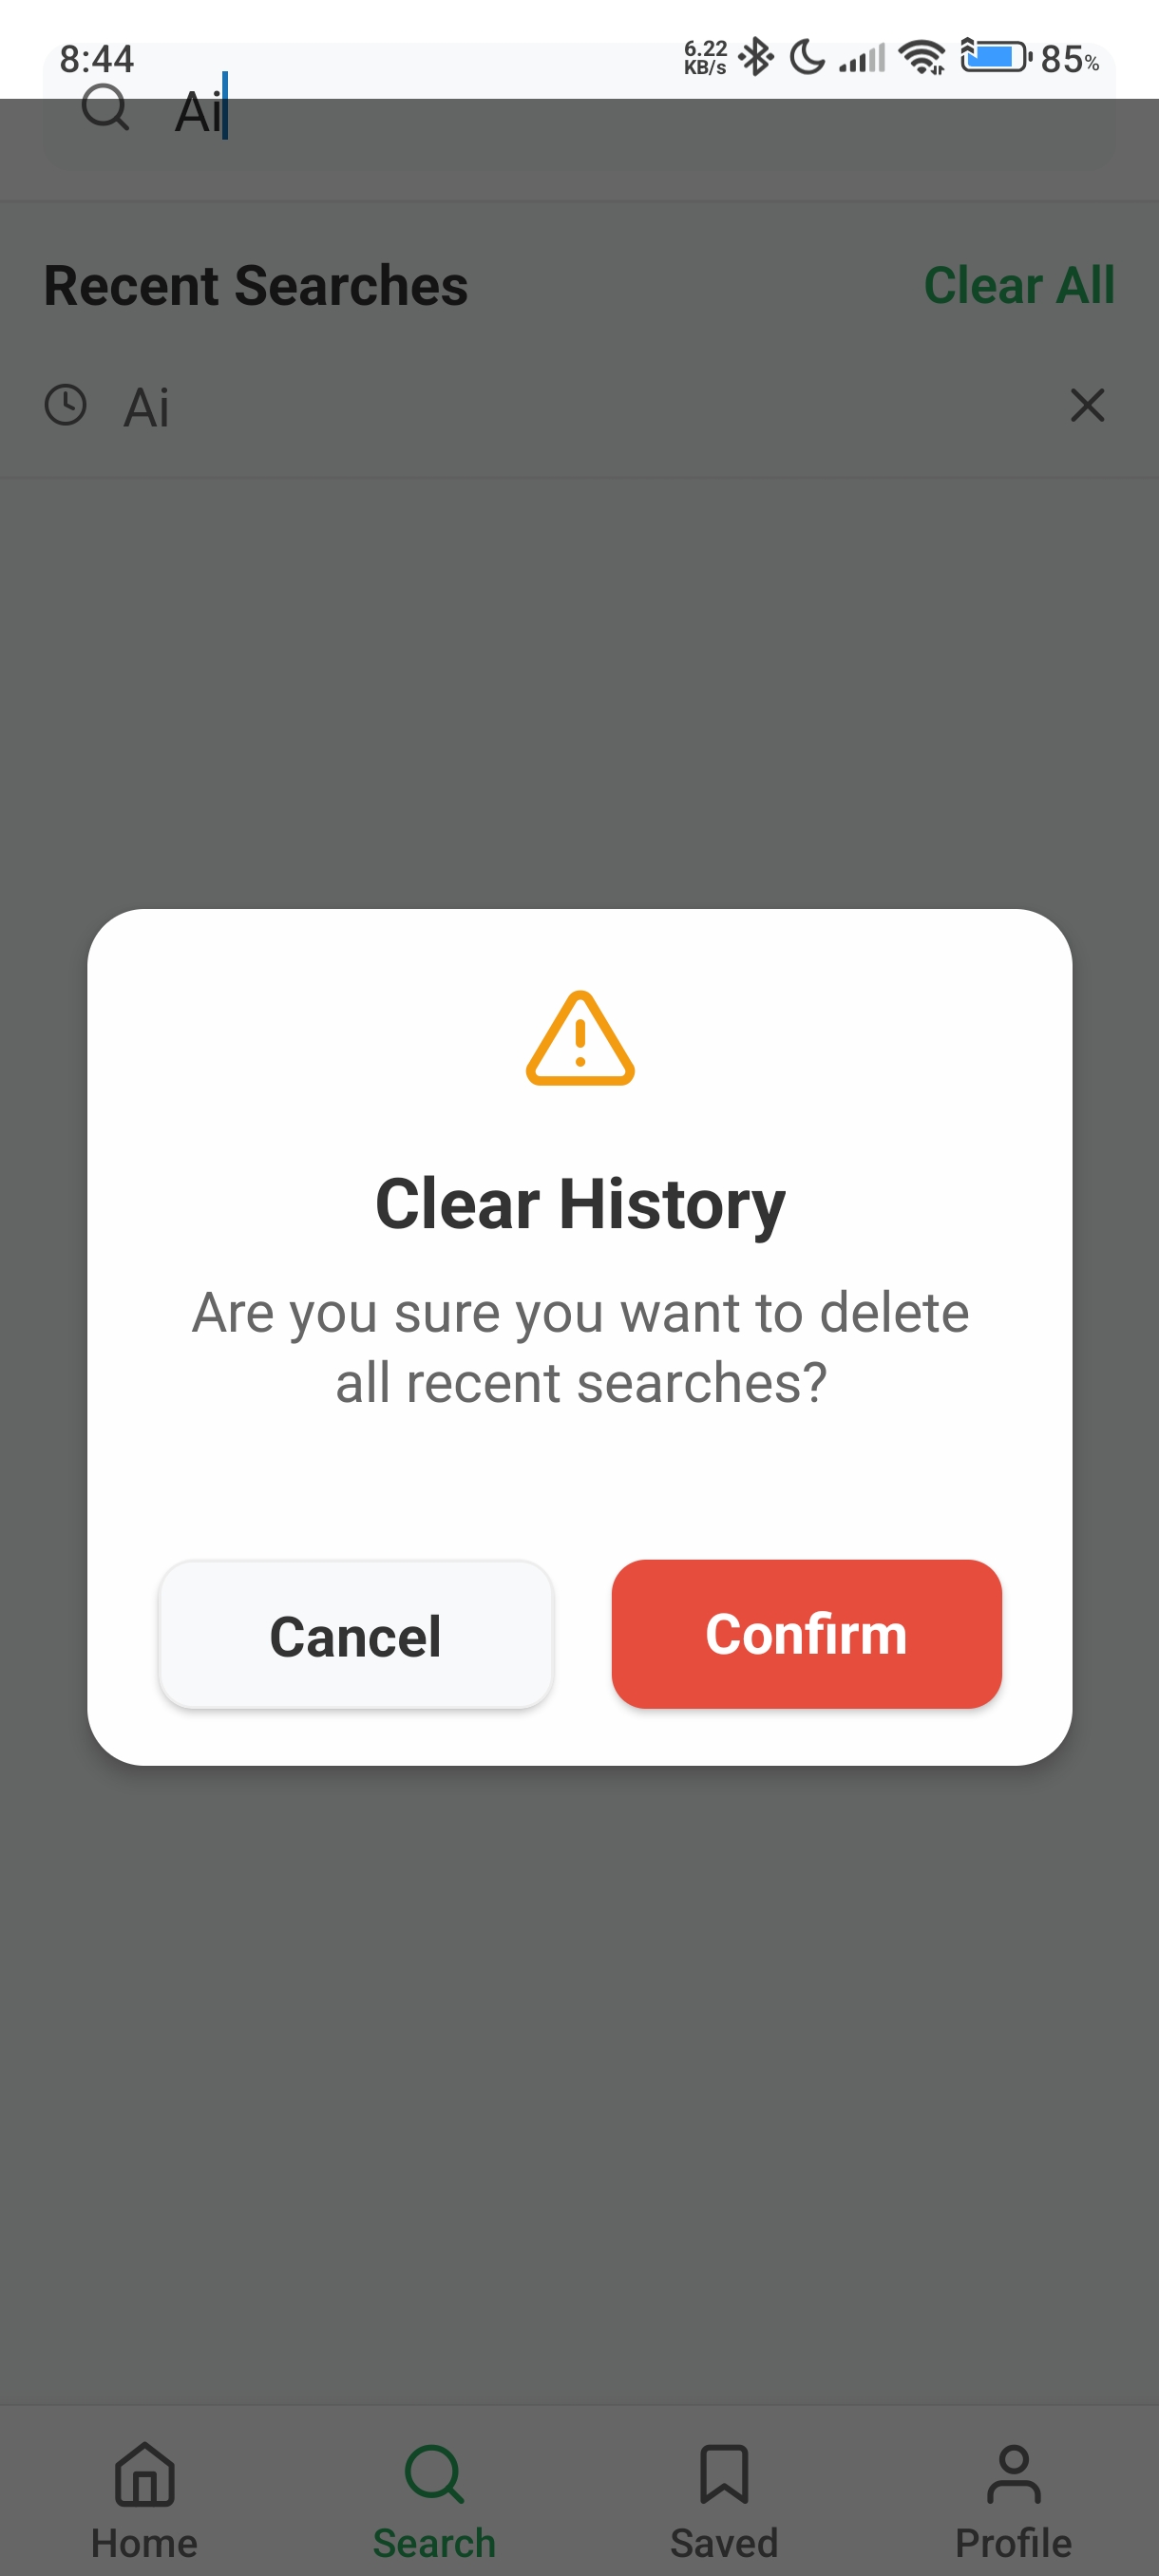 8:44
6.22
KB/s
85%
Ai
Recent Searches
Clear All
Ai
Clear History
Are you sure you want to delete
all recent searches?
Cancel
Confirm
Home
Search
Saved
Profile